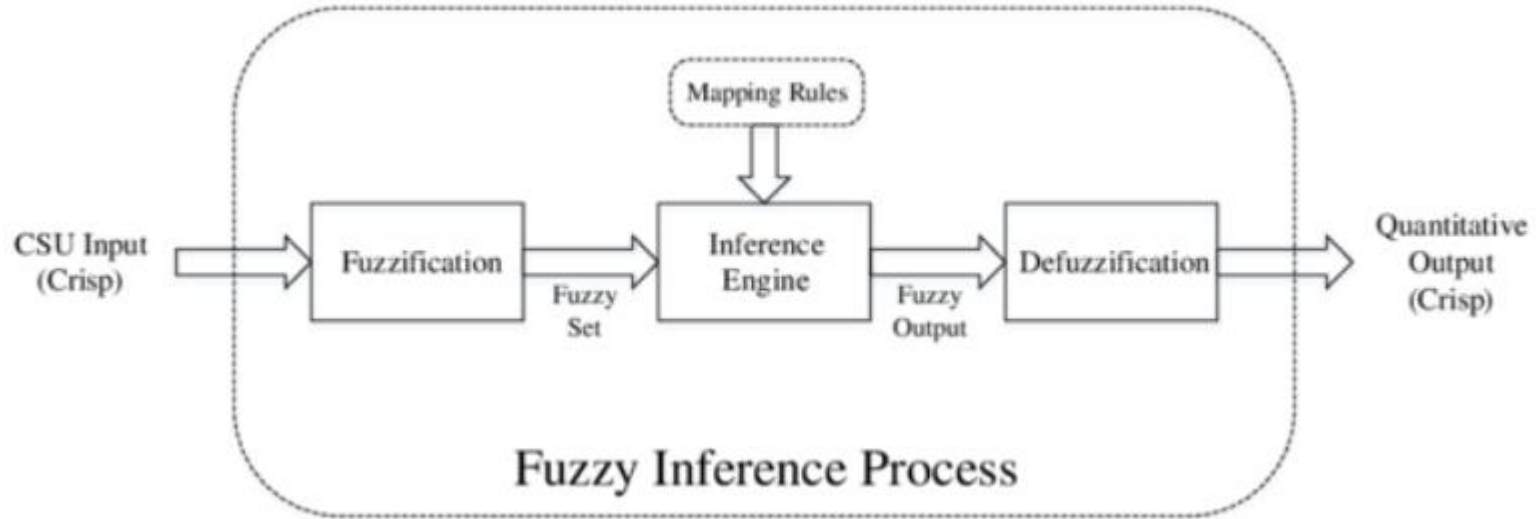 Mapping Rules
CSU Input
(Crisp)
Fuzzification
Fuzzy
Set
Inference
Engine
Fuzzy
Output
Defuzzification
Quantitative
Output
(Crisp)
Fuzzy Inference Process